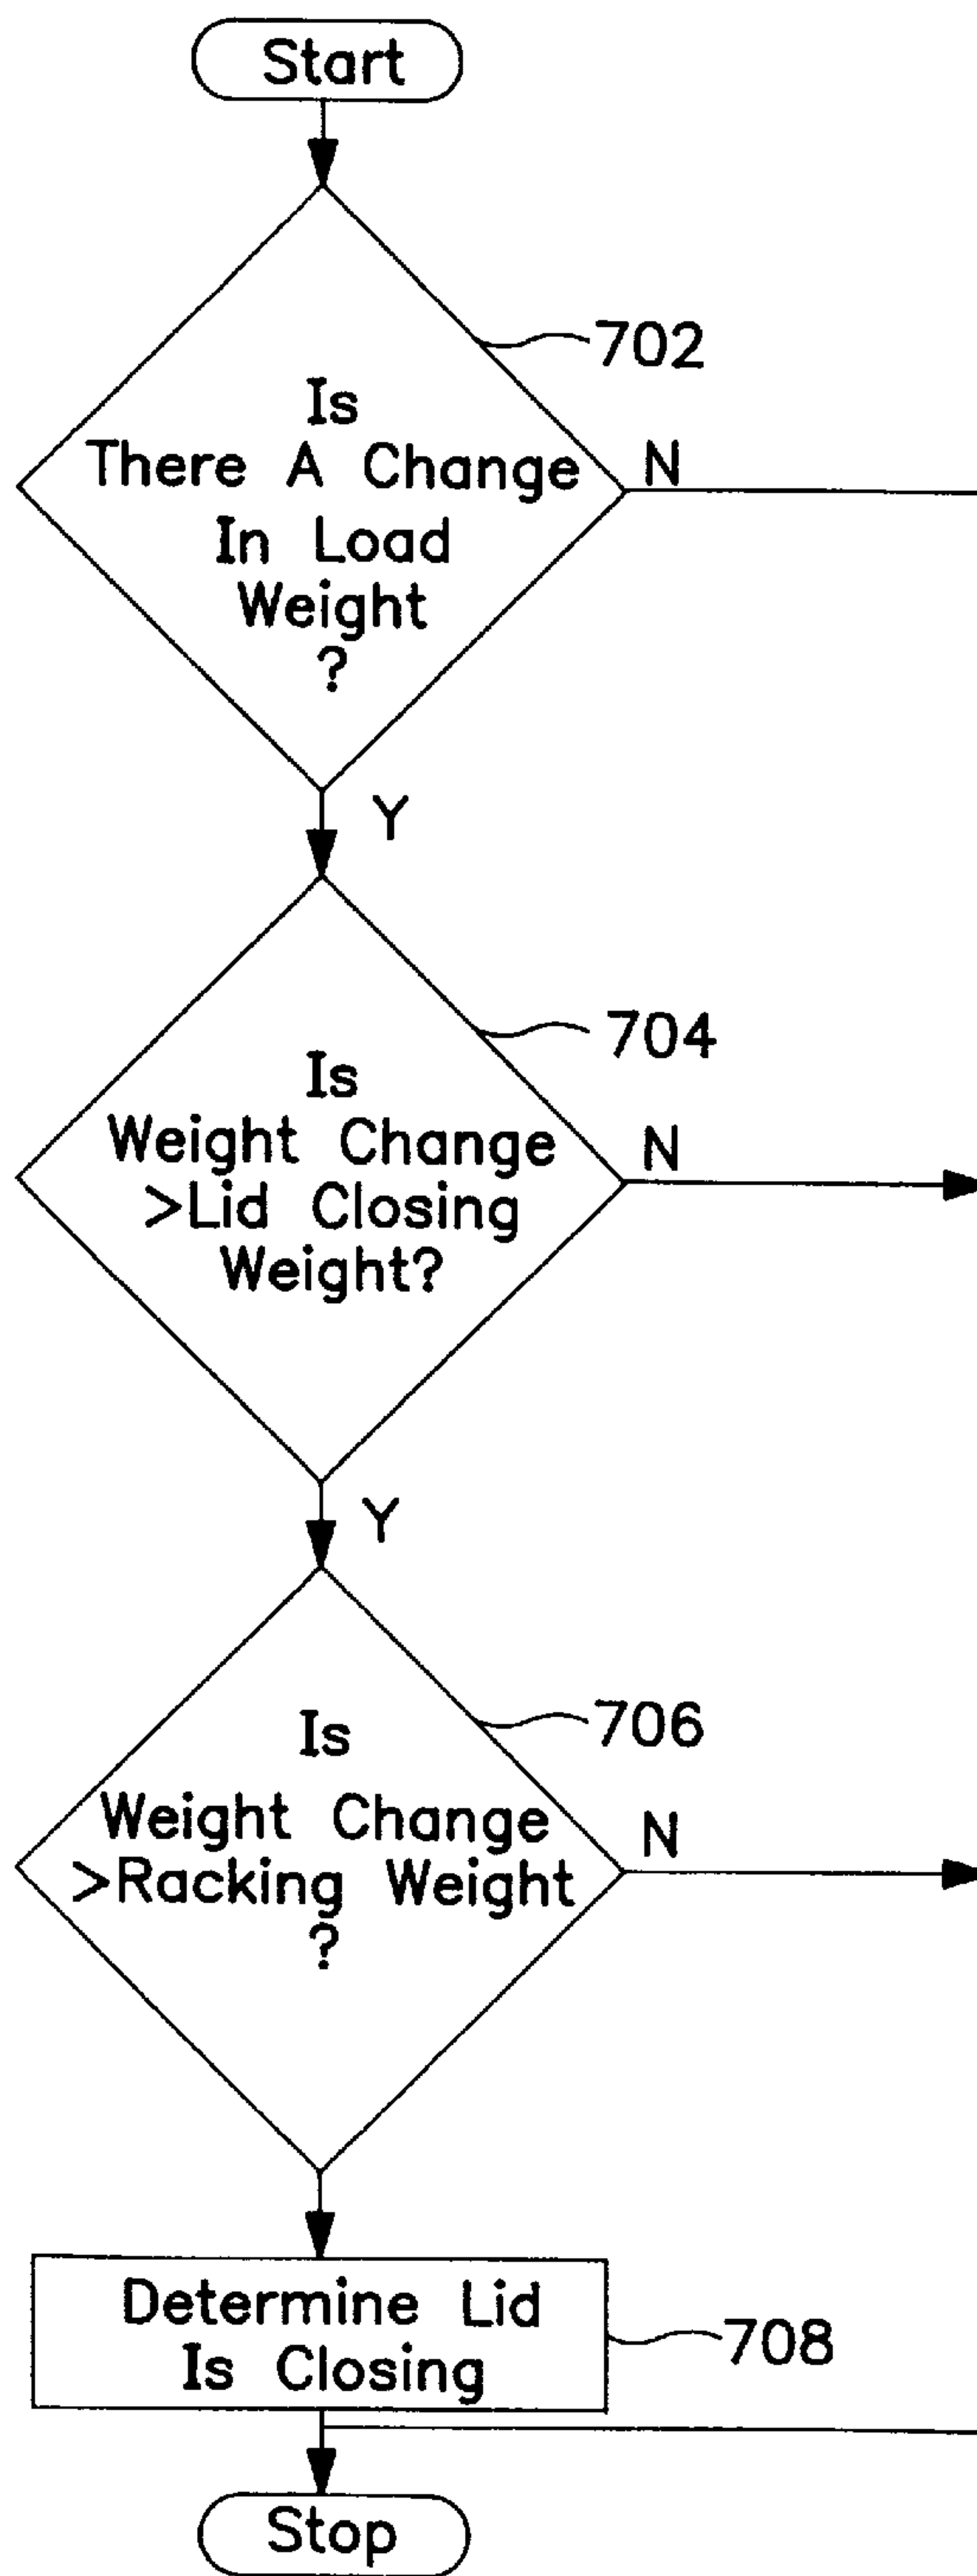 Start
702
Is
There A Change
In Load
Weight
?
N
Y
704
Is
Weight Change
>Lid Closing
Weight?
N
Y
706
Is
Weight Change
>Racking Weight
?
N
Determine Lid
Is Closing
708
Stop